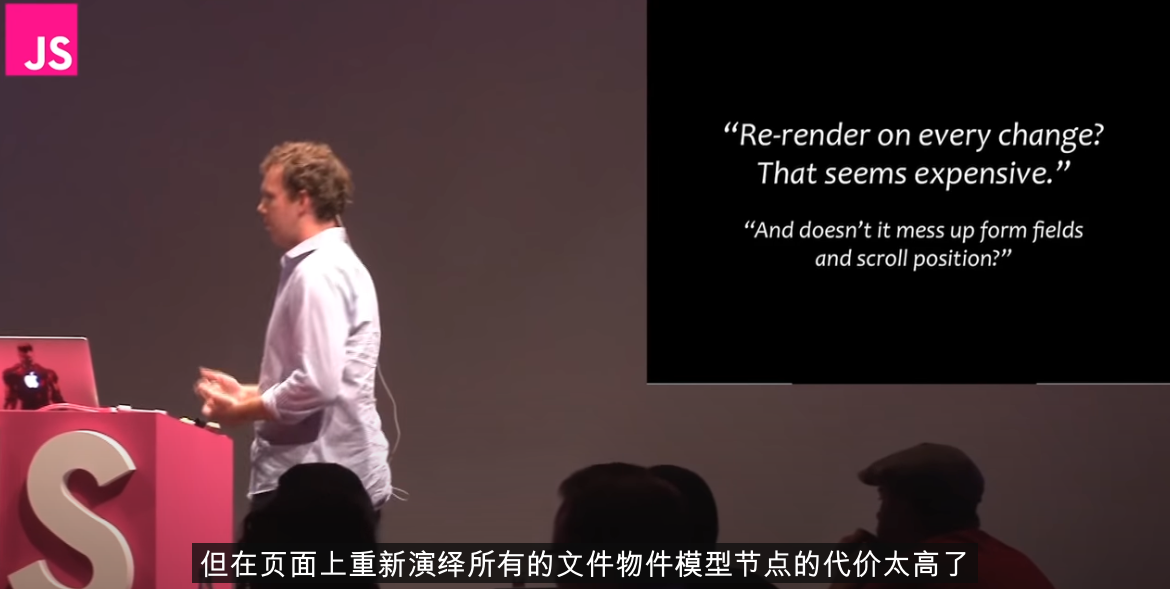 JS
“Re-render on every change?
That seems expensive.”
“And doesn’t it mess up form fields
and scroll position?”
S
但在页面上重新演绎所有的文件物件模型节点的代价太高了